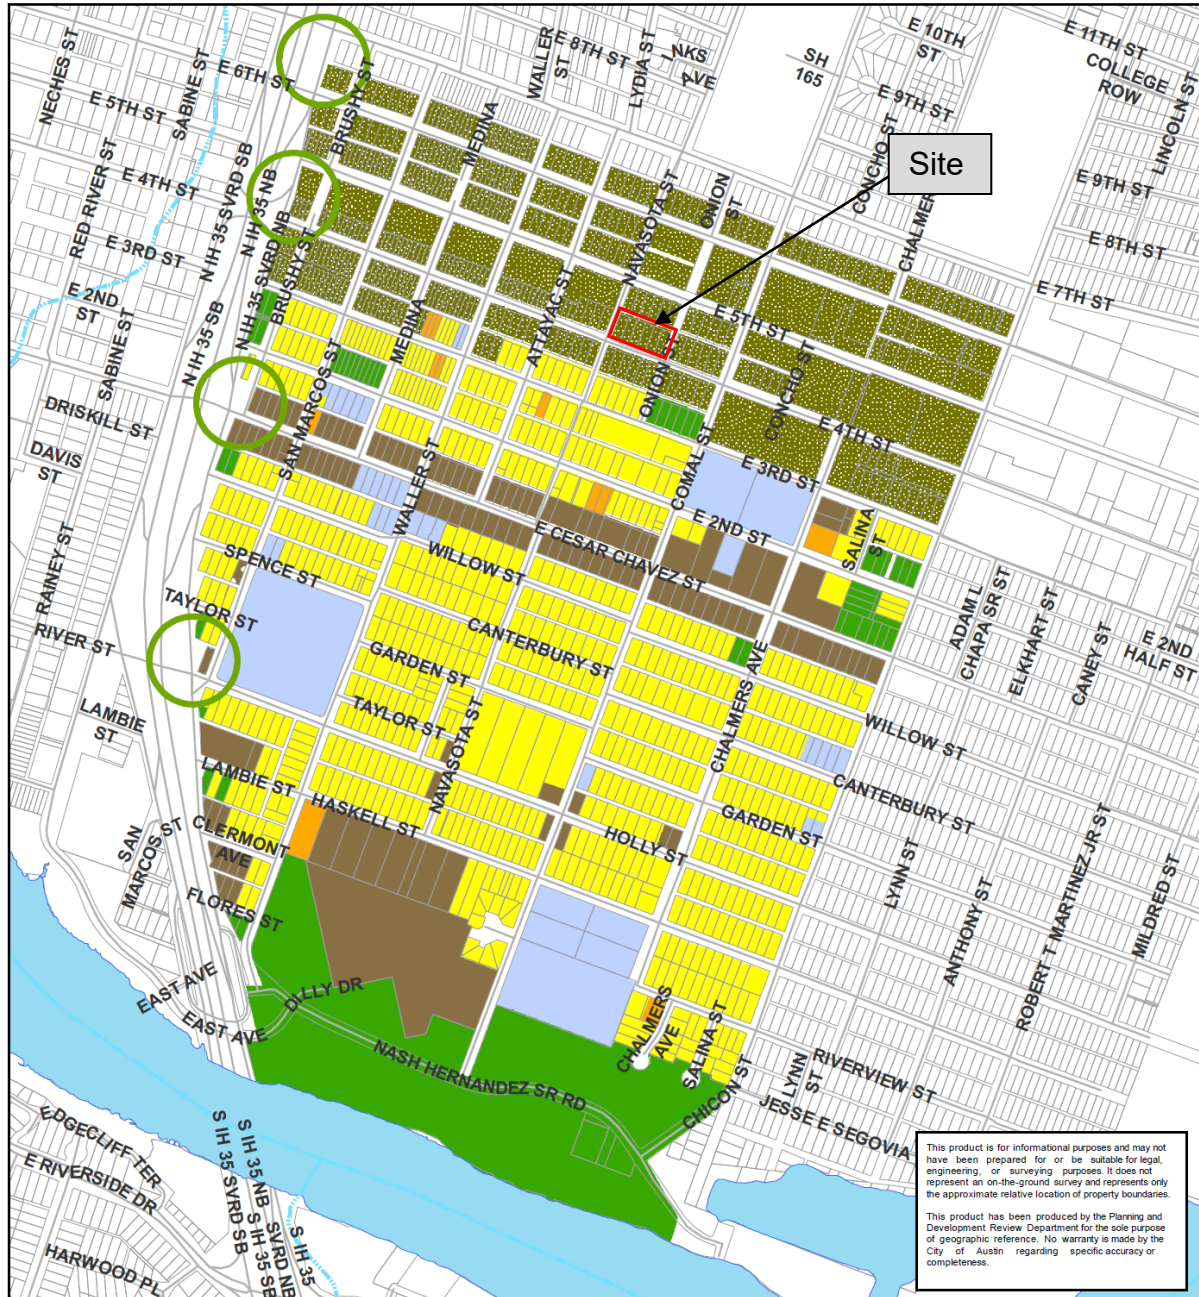 E 10TH
ST
E 11TH ST
COLLEGE
ROW
LINCOLN ST
NECHES ST
SABINE ST
E 6TH ST
BRUSHY ST
WALLER
ST
E 8TH ST
LYDIA ST
LNKS
AVE
SH
165
E 9TH ST
CONCHO ST
E 5TH ST
MEDINA
Site
CHALMER
E 9TH ST
E 8TH ST
E 7TH ST
RED RIVER ST
E 4TH ST
E 3RD ST
N IH 35 SVRD SB
N IH 35 NB
NAVASOTA ST
ONION
ST
E 2ND
ST
SABINE ST
N IH 35 SB
N IH 35 SVRD NB
BRUSHY ST
MEDINA
ATTAYAC ST
E 5TH ST
ONION ST
CONCHO ST
E 4TH ST
DRISKILL ST
DAVIS
ST
SAN MARCOS ST
WALLER ST
COMAL ST
E 3RD ST
E 2ND ST
SALINA
ST
E CESAR CHAVEZ ST
RAINEY ST
SPENCE ST
WILLOW ST
TAYLOR ST
RIVER ST
CANTERBURY ST
GARDEN ST
TAYLOR ST
NAVASOTA ST
CHALMERS AVE
ADAM L
CHAPA SR ST
ELKHART ST
CANEY ST
E 2ND
HALF ST
WILLOW ST
CANTERBURY ST
LAMBIE
ST
LAMBIE ST
HASKELL ST
HOLLY ST
GARDEN ST
SAN
MARCOS ST
CLERMONT
AVE
FLORES ST
LYNN ST
ANTHONY ST
ROBERT T MARTINEZ JR ST
MILDRED ST
EAST AVE
EAST AVE
DILLY DR
NASH HERNANDEZ SR RD
CHALMERS
AVE
SALINA ST
CHICON ST
LYNN
ST
RIVERVIEW ST
JESSE E SEGOVIA
EDGECLIFF TER
E RIVERSIDE DR
HARWOOD PL
S IH 35 SVRD SB
S IH 35 NB
S IH 35 SB
SVRD NB
S IH 35
This product is for informational purposes and may not
have been prepared for or be suitable for legal,
engineering, or surveying purposes. It does not
represent an on-the-ground survey and represents only
the approximate relative location of property boundaries.
This product has been produced by the Planning and
Development Review Department for the sole purpose
of geographic reference. No warranty is made by the
City of Austin regarding specific accuracy or
completeness.